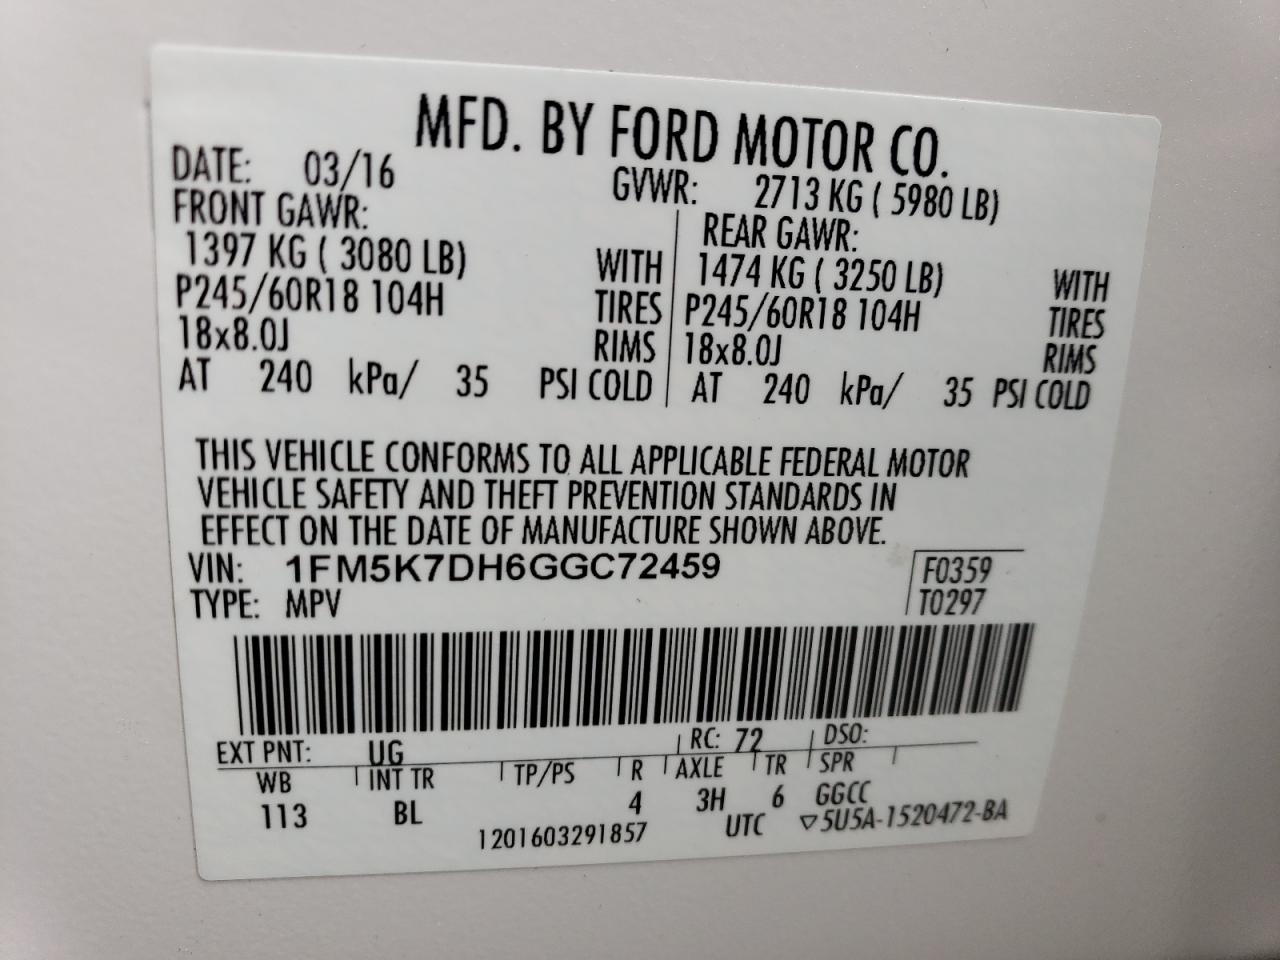 MFD. BY FORD MOTOR CO.
DATE: 03/16 GVWR: 2713 KG ( 5980 LB)
FRONT GAWR: REAR GAWR:
1397 KG ( 3080 LB) WITH 1474 KG ( 3250 LB) WITH
P245/60R18 104H TIRES P245/60R18 104H TIRES
18x8.0J RIMS 18x8.0J RIMS
AT 240 kPa/ 35 PSI COLD AT 240 kPa/ 35 PSI COLD
THIS VEHICLE CONFORMS TO ALL APPLICABLE FEDERAL MOTOR
VEHICLE SAFETY AND THEFT PREVENTION STANDARDS IN
EFFECT ON THE DATE OF MANUFACTURE SHOWN ABOVE.
VIN: 1FM5K7DH6GGC72459 F0359
TYPE: MPV T0297
EXT PNT: UG RC: 72 DSO:
WB INT TR TP/PS R AXLE TR SPR
113 BL 4 3H 6 GGCC
1201603291857 UTC ▽5U5A-1520472-BA